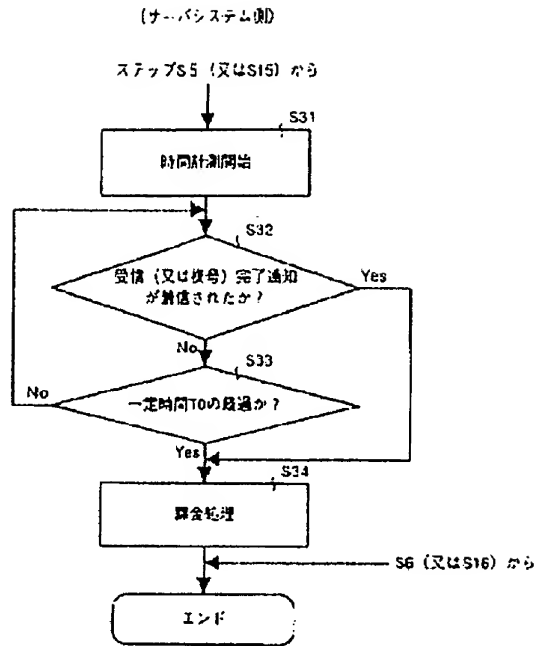 (サーバシステム側)
ステップS5 (又はS15) から
S31
時間計測開始
S32
受信 (又は復号) 完了通知
が着信されたか?
Yes
No
S33
一定時間T0の経過か?
No
Yes
S34
課金処理
S6 (又はS16) から
エンド